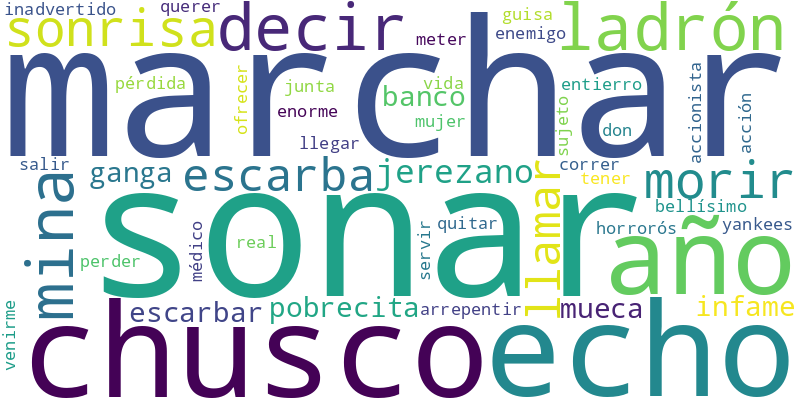 inadvertido
querer
guisa
sonrisa
decir
meter
enemigo
ladrón
marchar
pérdida
ofrecer
junta
enorme
vida
banco
mujer
llegar
entierro
sujeto
don
accionista
acción
salir
ganga
escarba
jerezano
llamar
correr
tener
morir
mina
sonar
bellísimo
año
horrorós
yankees
médico
real
servir
quitar
perder
venirme
escarbar
pobrecita
arrepentir
mueca
infame
chusco
echo